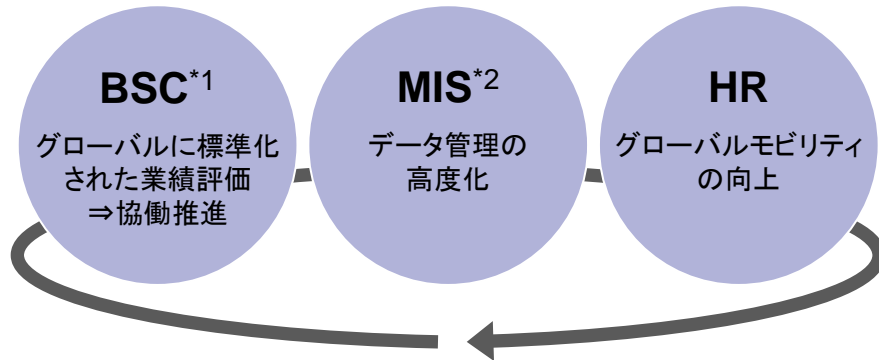 BSC*1
グローバルに標準化
された業績評価
⇒協働推進
MIS*2
データ管理の
高度化
HR
グローバルモビリティ
の向上